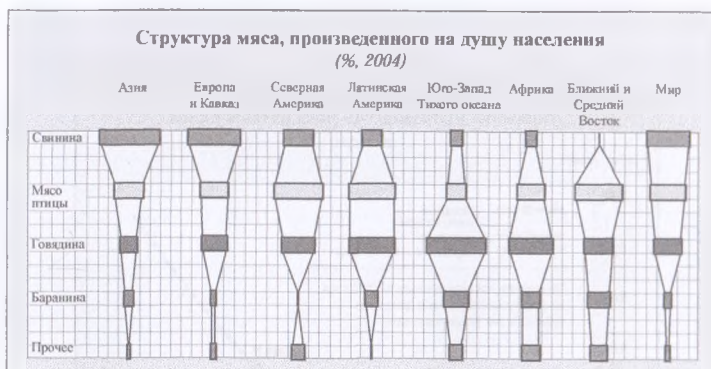 Структура мяса, произведенного на душу населения
(%, 2004)
Азия
Европа
и Кавказ
Северная
Америка
Латинская
Америка
Юго-Запад
Тихого океана
Африка
Ближний и
Средний
Восток
Мир
Свинина
Мясо
птицы
Говядина
Баранина
Прочее